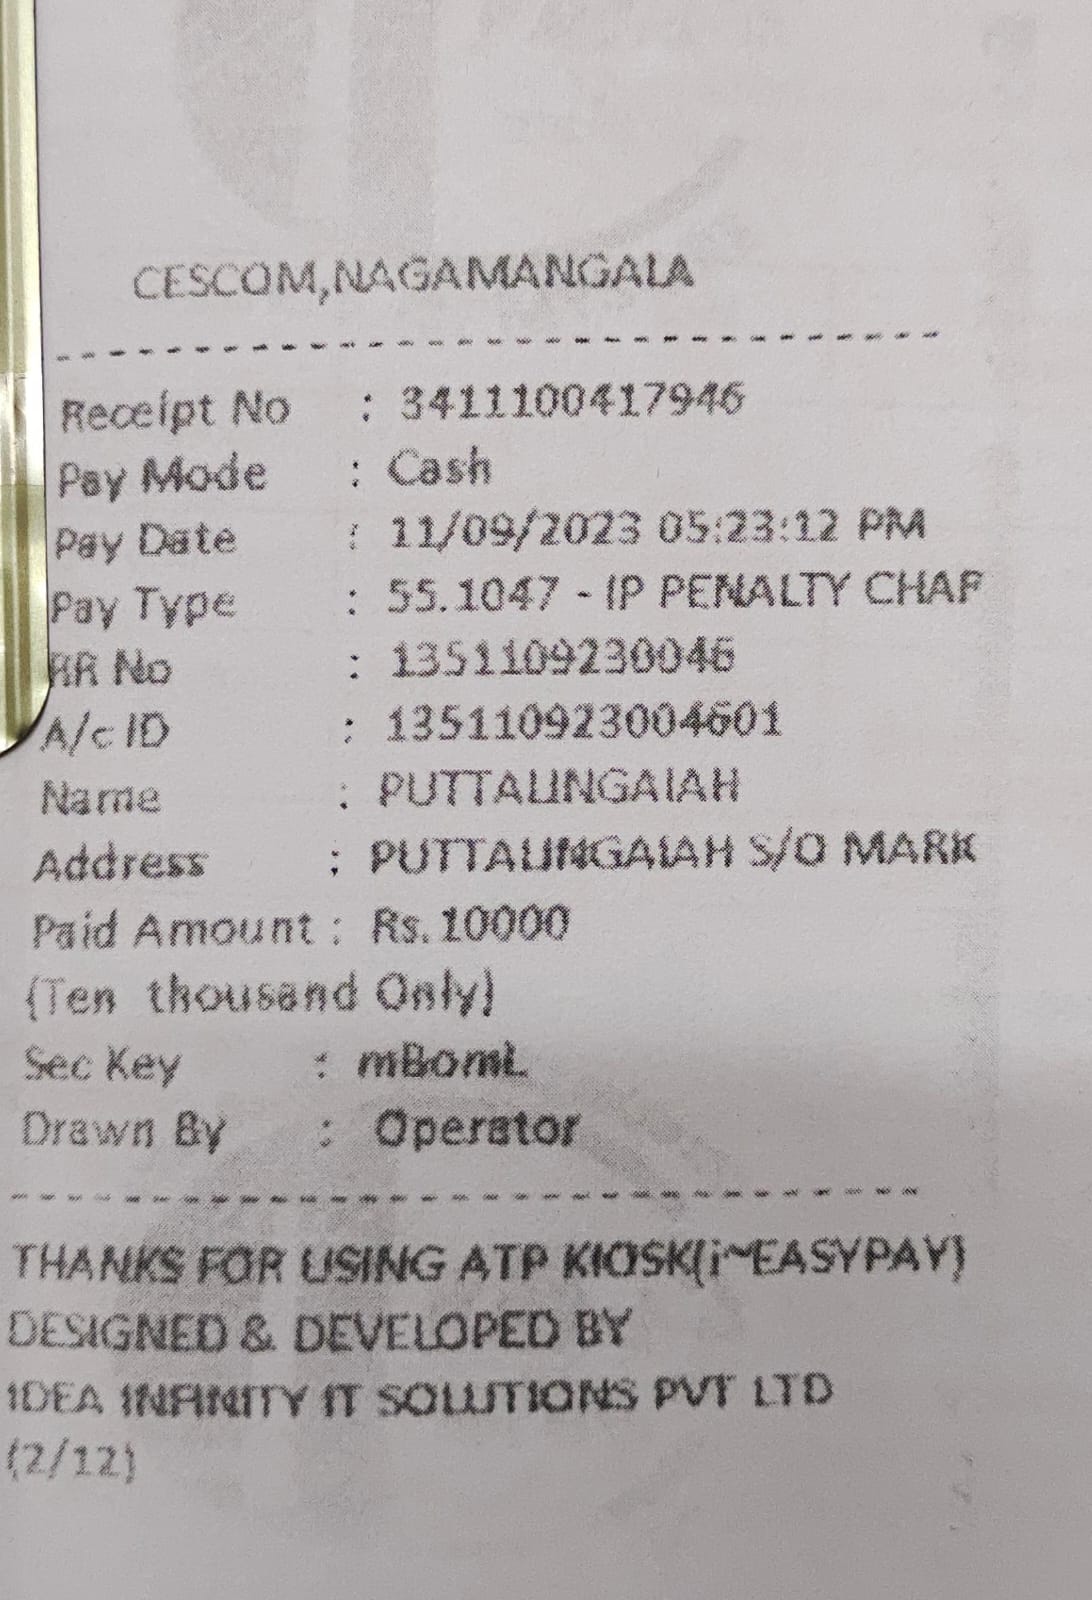 CESCOM,NAGAMANGALA
--------------------------------
Receipt No : 3411100417946
Pay Mode : Cash
Pay Date : 11/09/2023 05:23:12 PM
Pay Type : 55.1047 - IP PENALTY CHAR
RR No : 1351109230046
A/c ID : 135110923004601
Name : PUTTALINGAIAH
Address : PUTTALINGAIAH S/O MARK
Paid Amount : Rs.10000
(Ten thousand Only)
Sec Key : mBomL
Drawn By : Operator
--------------------------------
THANKS FOR USING ATP KIOSK(i~EASYPAY)
DESIGNED & DEVELOPED BY
IDEA INFINITY IT SOLUTIONS PVT LTD
(2/12)